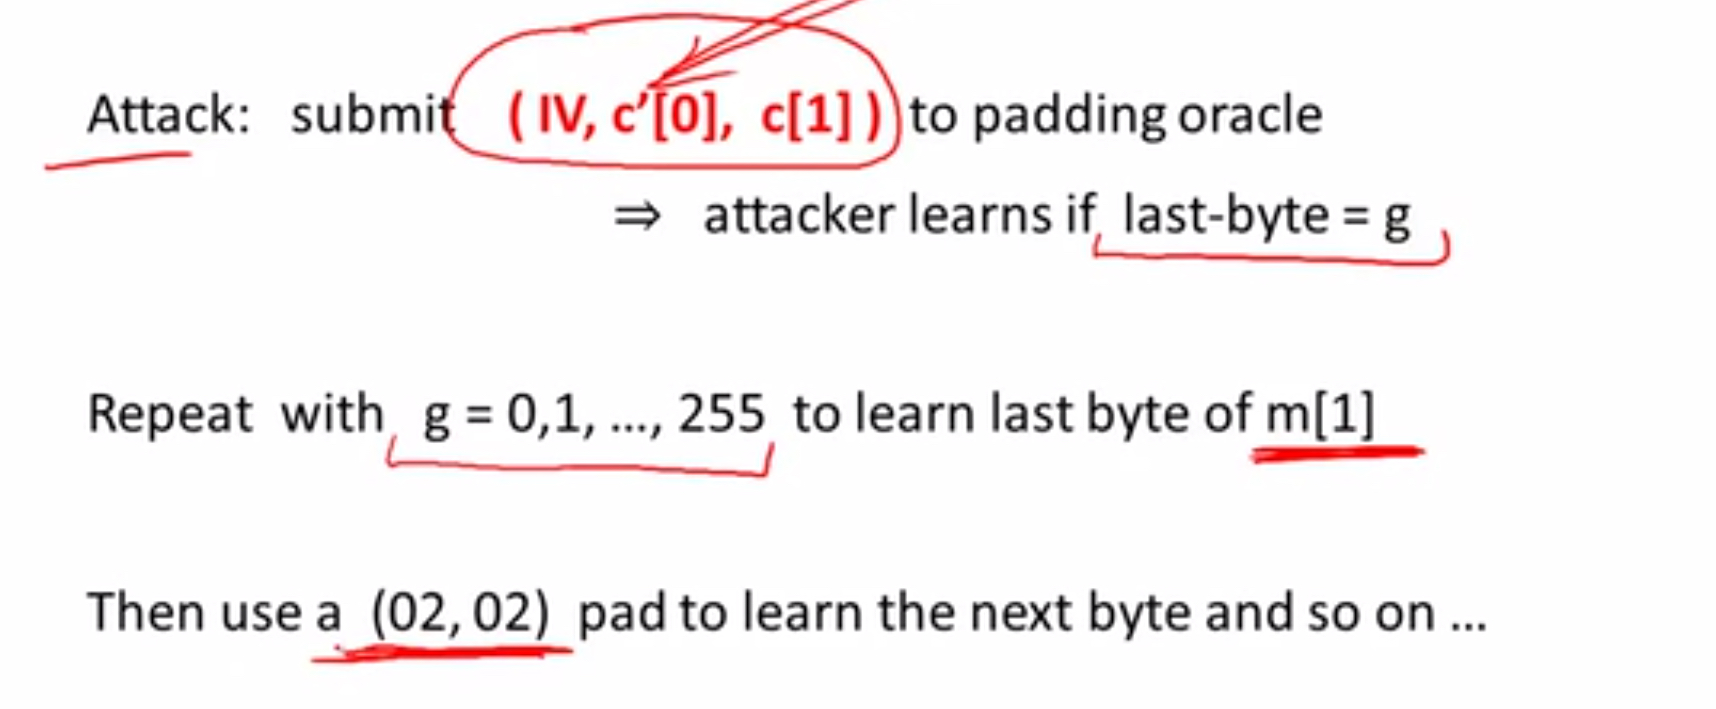 Attack: submit ( IV, c'[0], c[1] ) to padding oracle
⇒ attacker learns if last-byte = g
Repeat with g = 0,1, ..., 255 to learn last byte of m[1]
Then use a (02, 02) pad to learn the next byte and so on ...